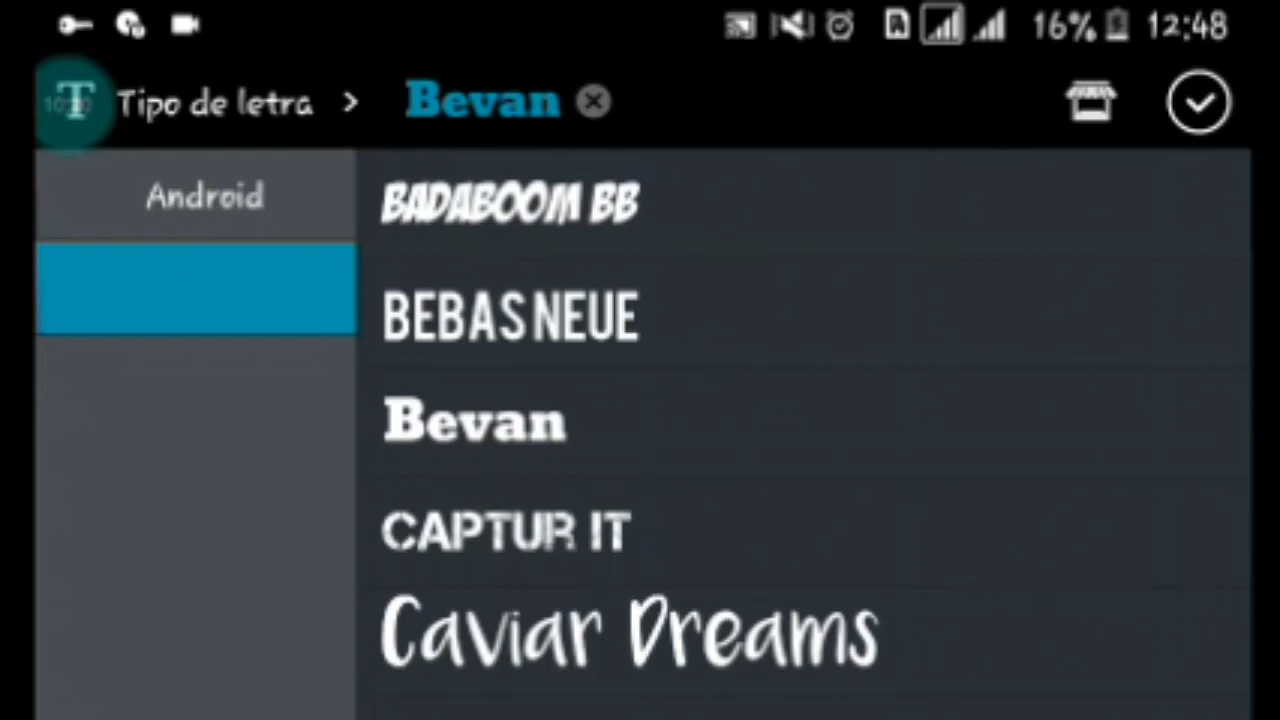 16% 12:48
Tipo de letra > Bevan
Android
BADABOOM BB
BEBAS NEUE
Bevan
CAPTUR IT
Caviar Dreams